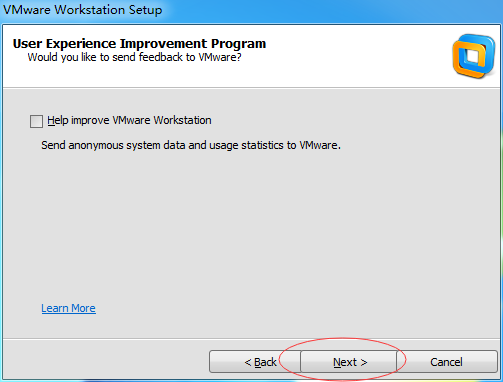 VMware Workstation Setup
User Experience Improvement Program
Would you like to send feedback to VMware?
Help improve VMware Workstation
Send anonymous system data and usage statistics to VMware.
Learn More
< Back Next > Cancel